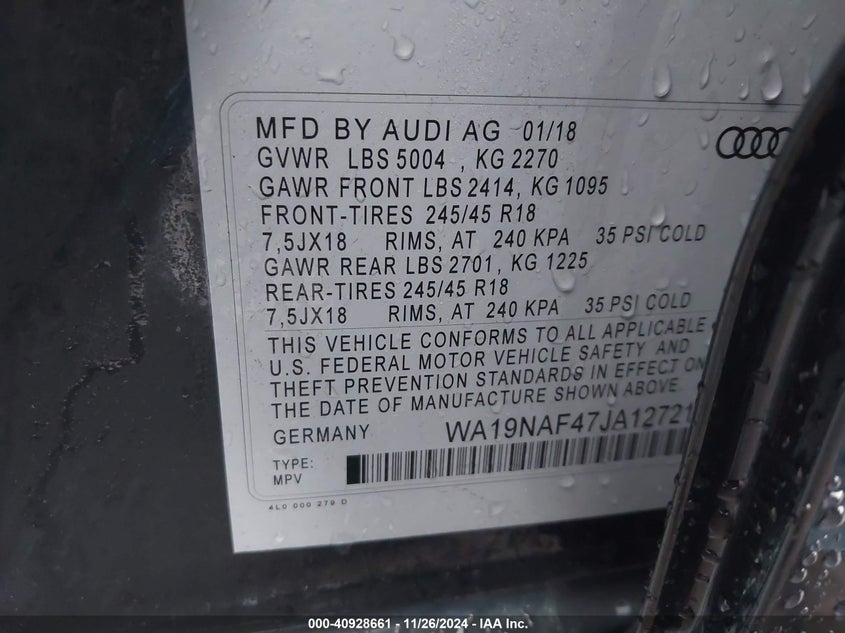 MFD BY AUDI AG 01/18
GVWR LBS 5004 , KG 2270
GAWR FRONT LBS 2414, KG 1095
FRONT-TIRES 245/45 R18
7,5JX18 RIMS, AT 240 KPA 35 PSI COLD
GAWR REAR LBS 2701, KG 1225
REAR-TIRES 245/45 R18
7,5JX18 RIMS, AT 240 KPA 35 PSI COLD
THIS VEHICLE CONFORMS TO ALL APPLICABLE
U.S. FEDERAL MOTOR VEHICLE SAFETY AND
THEFT PREVENTION STANDARDS IN EFFECT ON
THE DATE OF MANUFACTURE SHOWN ABOVE.
GERMANY WA19NAF47JA12721
TYPE:
MPV
4L0 000 279 D
000-40928661 - 11/26/2024 - IAA Inc.